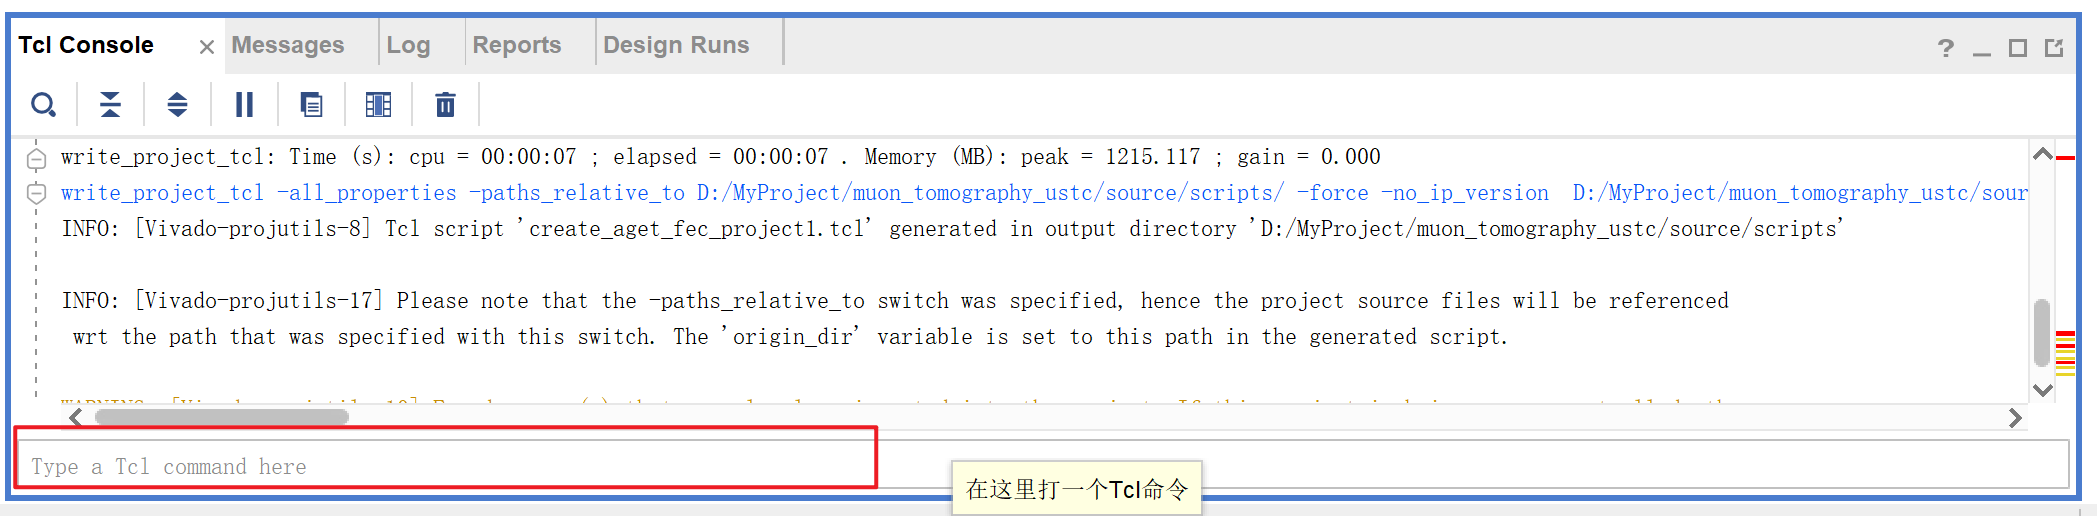 Tcl Console
Messages
Log
Reports
Design Runs
write_project_tcl: Time (s): cpu = 00:00:07 ; elapsed = 00:00:07 . Memory (MB): peak = 1215.117 ; gain = 0.000
write_project_tcl -all_properties -paths_relative_to D:/MyProject/muon_tomography_ustc/source/scripts/ -force -no_ip_version  D:/MyProject/muon_tomography_ustc/sour
INFO: [Vivado-projutils-8] Tcl script 'create_aget_fec_project1.tcl' generated in output directory 'D:/MyProject/muon_tomography_ustc/source/scripts'
INFO: [Vivado-projutils-17] Please note that the -paths_relative_to switch was specified, hence the project source files will be referenced
wrt the path that was specified with this switch. The 'origin_dir' variable is set to this path in the generated script.
Type a Tcl command here
在这里打一个Tcl命令